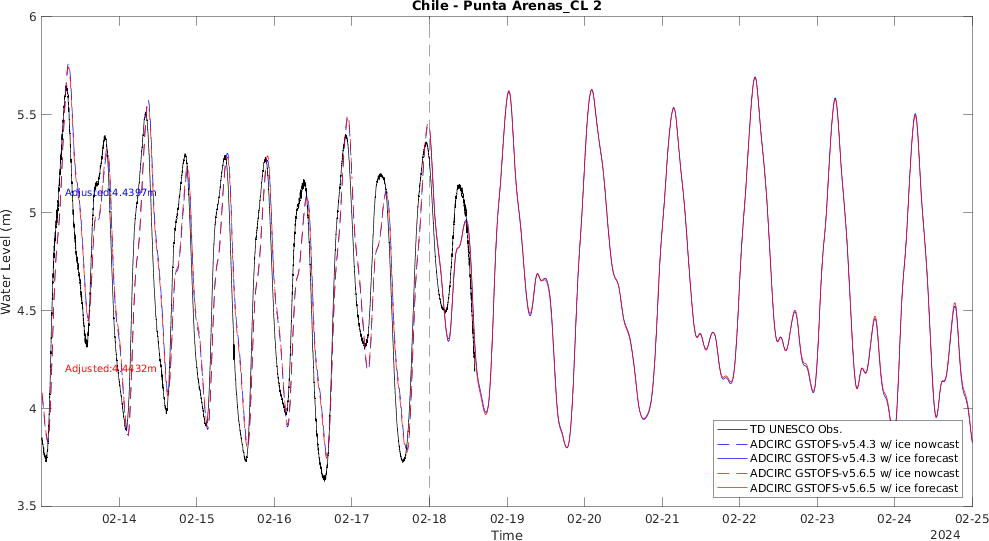 Chile - Punta Arenas_CL 2
6
5.5
5
4.5
4
3.5
Water Level (m)
Adjusted:4.4397m
Adjusted:4.4432m
TD UNESCO Obs.
ADCIRC GSTOFS-v5.4.3 w/ ice nowcast
ADCIRC GSTOFS-v5.4.3 w/ ice forecast
ADCIRC GSTOFS-v5.6.5 w/ ice nowcast
ADCIRC GSTOFS-v5.6.5 w/ ice forecast
02-14 02-15 02-16 02-17 02-18 02-19 02-20 02-21 02-22 02-23 02-24 02-25
Time
2024